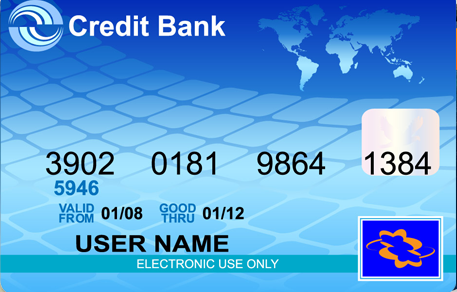 Credit Bank
3902 0181 9864 1384
5946
VALID FROM 01/08 GOOD THRU 01/12
USER NAME
ELECTRONIC USE ONLY